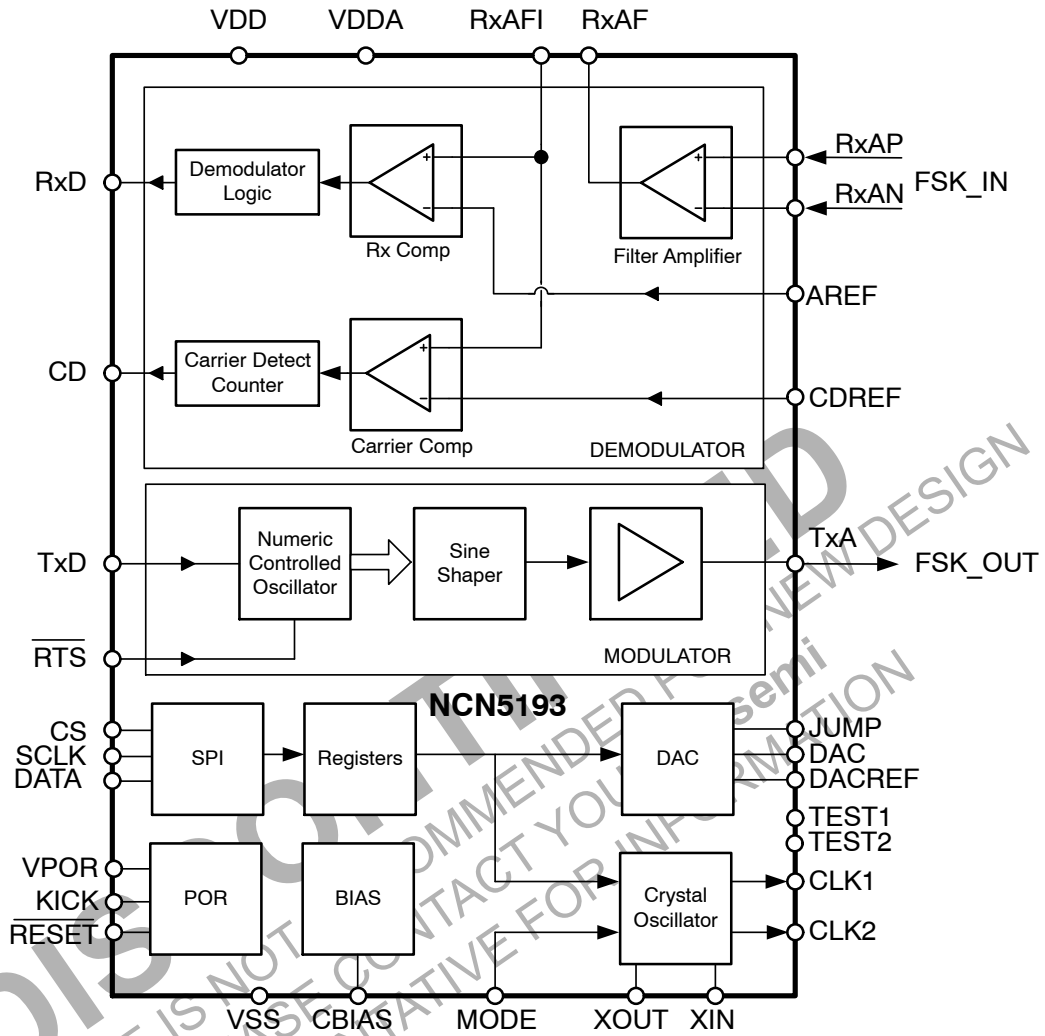 VDD VDDA RxAFI RxAF
RxAP
FSK_IN
RxAN
RxD
Demodulator
Logic
+
−
Rx Comp
+
−
Filter Amplifier
AREF
CD
Carrier Detect
Counter
+
−
Carrier Comp
CDREF
DEMODULATOR
TxD
Numeric
Controlled
Oscillator
Sine
Shaper
TxA
FSK_OUT
RTS
MODULATOR
NCN5193
CS
SCLK
DATA
SPI
Registers
DAC
JUMP
DAC
DACREF
TEST1
TEST2
VPOR
KICK
RESET
POR
BIAS
Crystal
Oscillator
CLK1
CLK2
VSS CBIAS MODE XOUT XIN